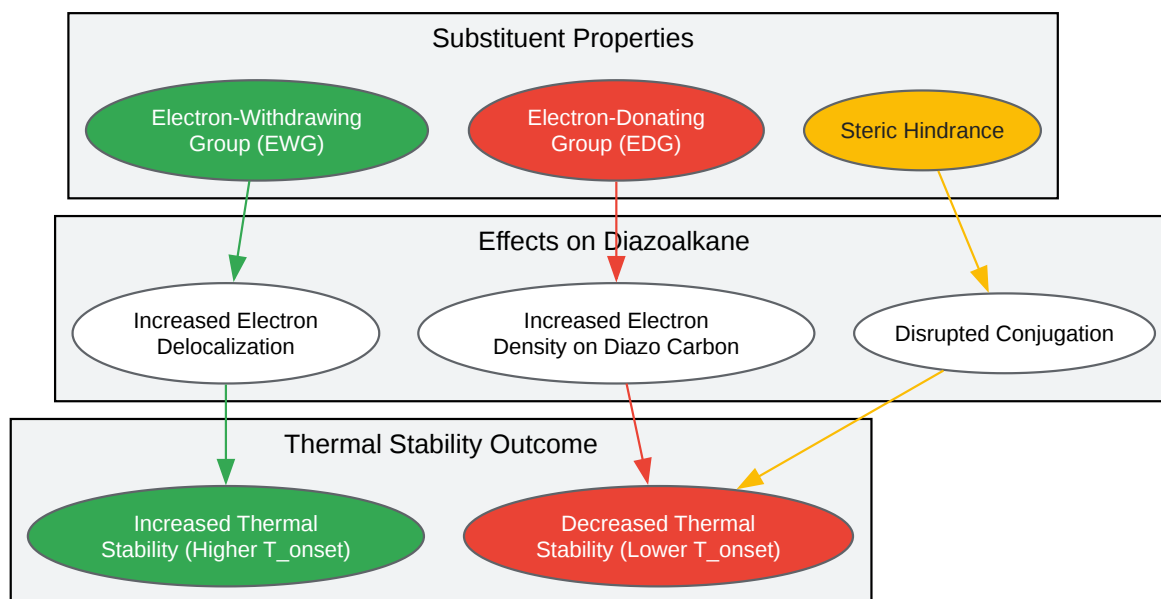 Substituent Properties
Electron-Withdrawing
Group (EWG)
Electron-Donating
Group (EDG)
Steric Hindrance
Effects on Diazoalkane
Increased Electron
Delocalization
Increased Electron
Density on Diazo Carbon
Disrupted Conjugation
Thermal Stability Outcome
Increased Thermal
Stability (Higher T_onset)
Decreased Thermal
Stability (Lower T_onset)